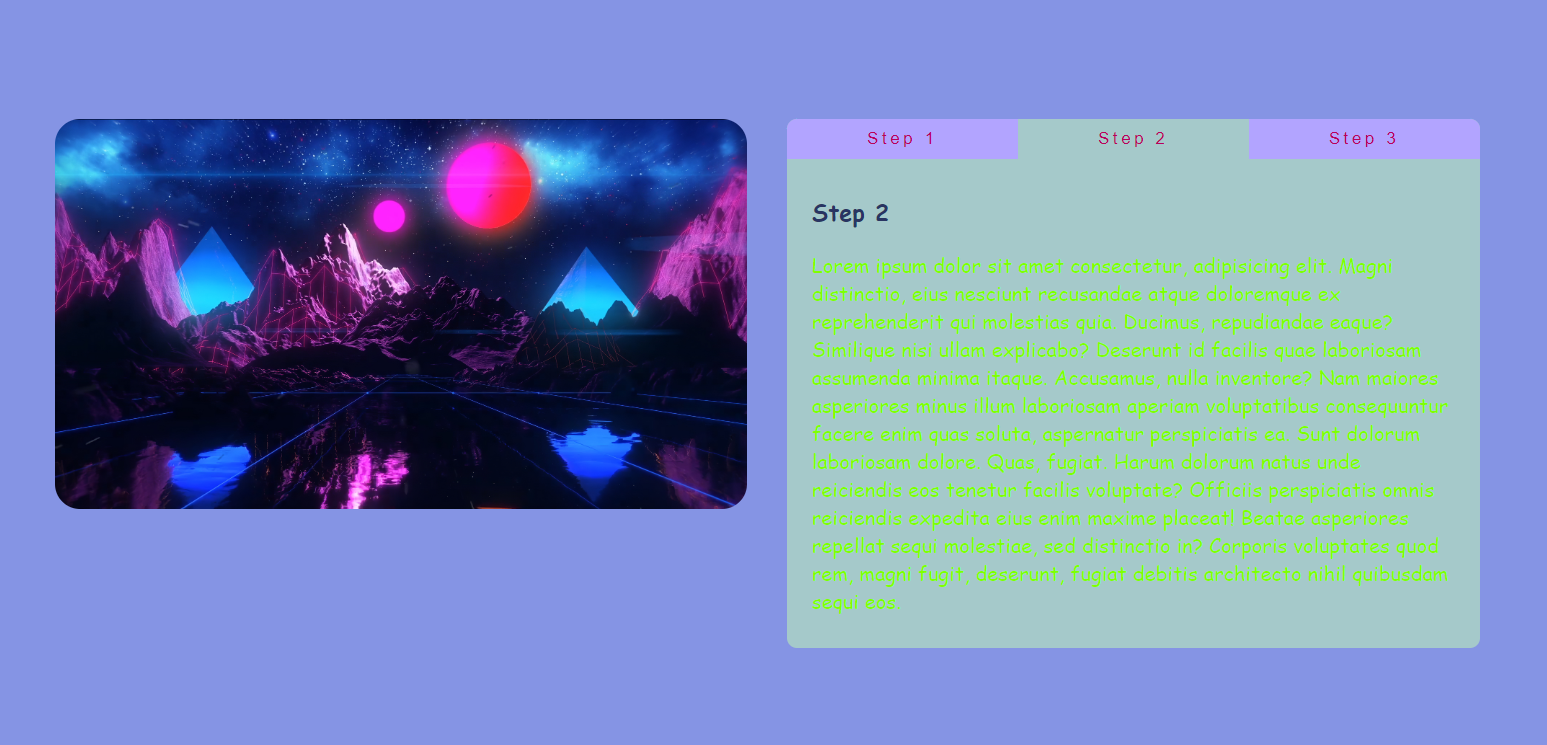 Step 1 Step 2 Step 3
Step 2
Lorem ipsum dolor sit amet consectetur, adipisicing elit. Magni
distinctio, eius nesciunt recusandae atque doloremque ex
reprehenderit qui molestias quia. Ducimus, repudiandae eaque?
Similique nisi ullam explicabo? Deserunt id facilis quae laboriosam
assumenda minima itaque. Accusamus, nulla inventore? Nam maiores
asperiores minus illum laboriosam aperiam voluptatibus consequuntur
facere enim quas soluta, aspernatur perspiciatis ea. Sunt dolorum
laboriosam dolore. Quas, fugiat. Harum dolorum natus unde
reiciendis eos tenetur facilis voluptate? Officiis perspiciatis omnis
reiciendis expedita eius enim maxime placeat! Beatae asperiores
repellat sequi molestiae, sed distinctio in? Corporis voluptates quod
rem, magni fugit, deserunt, fugiat debitis architecto nihil quibusdam
sequi eos.